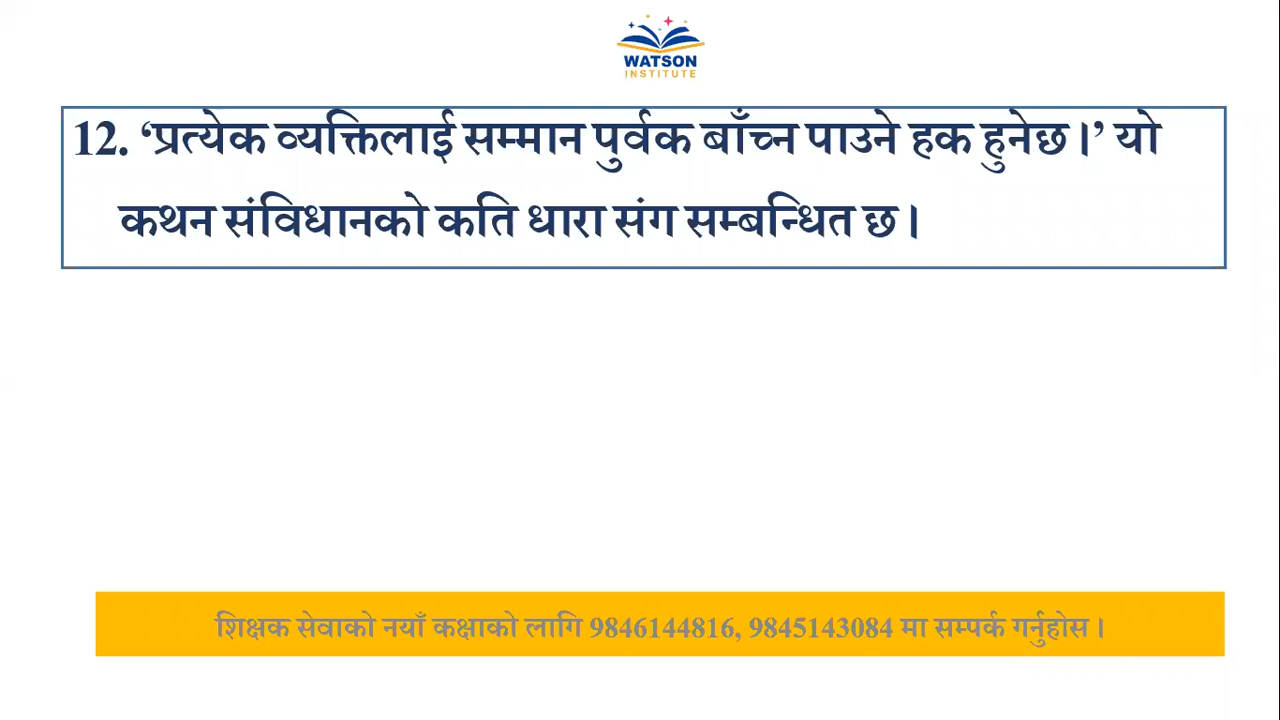 WATSON
INSTITUTE
12. ‘प्रत्येक व्यक्तिलाई सम्मान पुर्वक बाँच्न पाउने हक हुनेछ।’ यो
कथन संविधानको कति धारा संग सम्बन्धित छ।
शिक्षक सेवाको नयाँ कक्षाको लागि 9846144816, 9845143084 मा सम्पर्क गर्नुहोस।